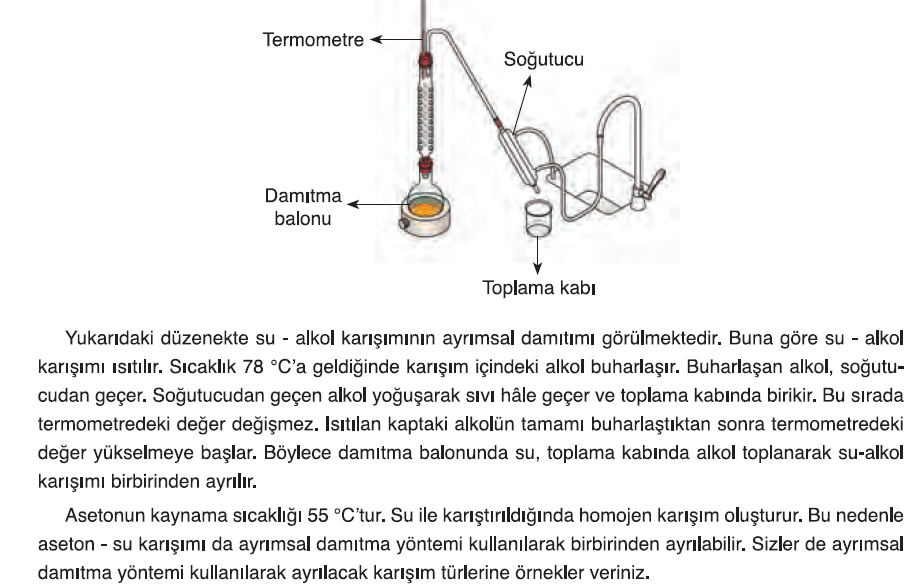 Termometre
Soğutucu
Damıtma
balonu
Toplama kabı
Yukarıdaki düzenekte su - alkol karışımının ayrımsal damıtımı görülmektedir. Buna göre su - alkol
karışımı ısıtılır. Sıcaklık 78 °C’a geldiğinde karışım içindeki alkol buharlaşır. Buharlaşan alkol, soğutu-
cudan geçer. Soğutucudan geçen alkol yoğuşarak sıvı hâle geçer ve toplama kabında birikir. Bu sırada
termometredeki değer değişmez. Isıtılan kaptaki alkolün tamamı buharlaştıktan sonra termometredeki
değer yükselmeye başlar. Böylece damıtma balonunda su, toplama kabında alkol toplanarak su-alkol
karışımı birbirinden ayrılır.
Asetonun kaynama sıcaklığı 55 °C’tur. Su ile karıştırıldığında homojen karışım oluşturur. Bu nedenle
aseton - su karışımı da ayrımsal damıtma yöntemi kullanılarak birbirinden ayrılabilir. Sizler de ayrımsal
damıtma yöntemi kullanılarak ayrılacak karışım türlerine örnekler veriniz.